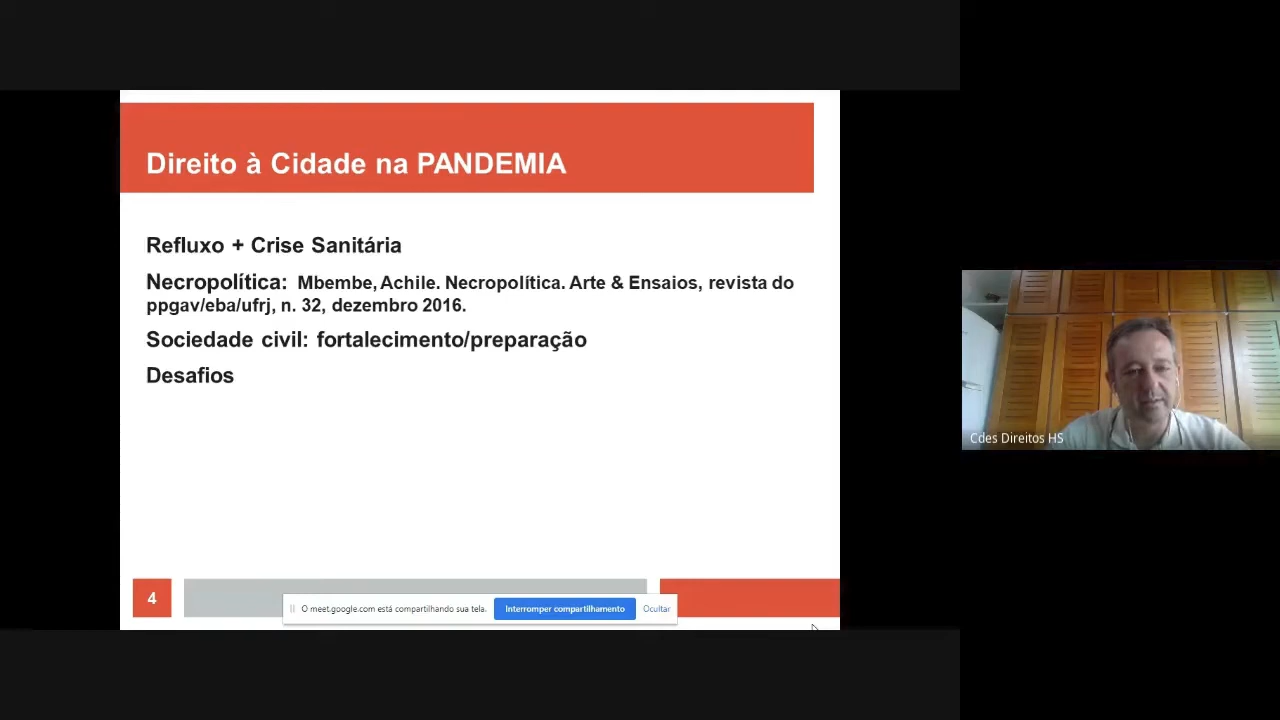 Direito à Cidade na PANDEMIA
Refluxo + Crise Sanitária
Necropolítica: Mbembe, Achile. Necropolítica. Arte & Ensaios, revista do
ppgav/eba/ufrj, n. 32, dezembro 2016.
Sociedade civil: fortalecimento/preparação
Desafios
4
O meet.google.com está compartilhando sua tela.
Interromper compartilhamento
Ocultar
Cdes Direitos HS